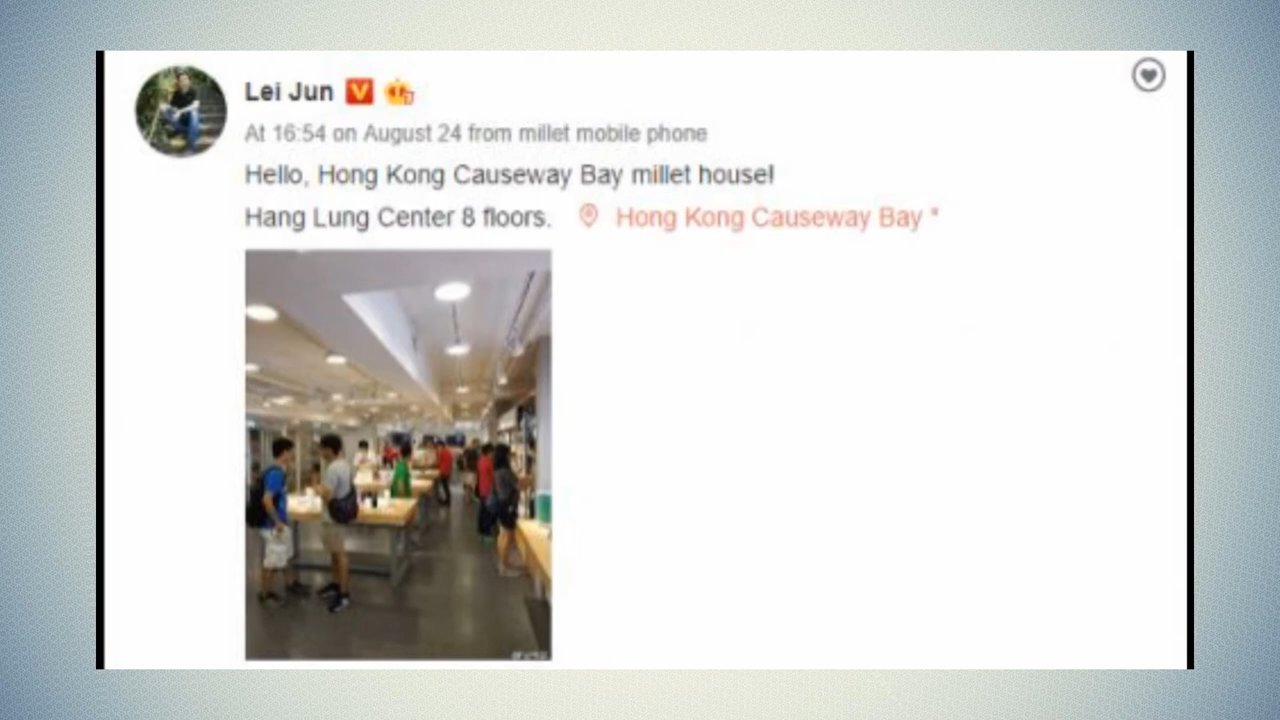 Lei Jun
At 16:54 on August 24 from millet mobile phone
Hello, Hong Kong Causeway Bay millet house!
Hang Lung Center 8 floors. Hong Kong Causeway Bay *